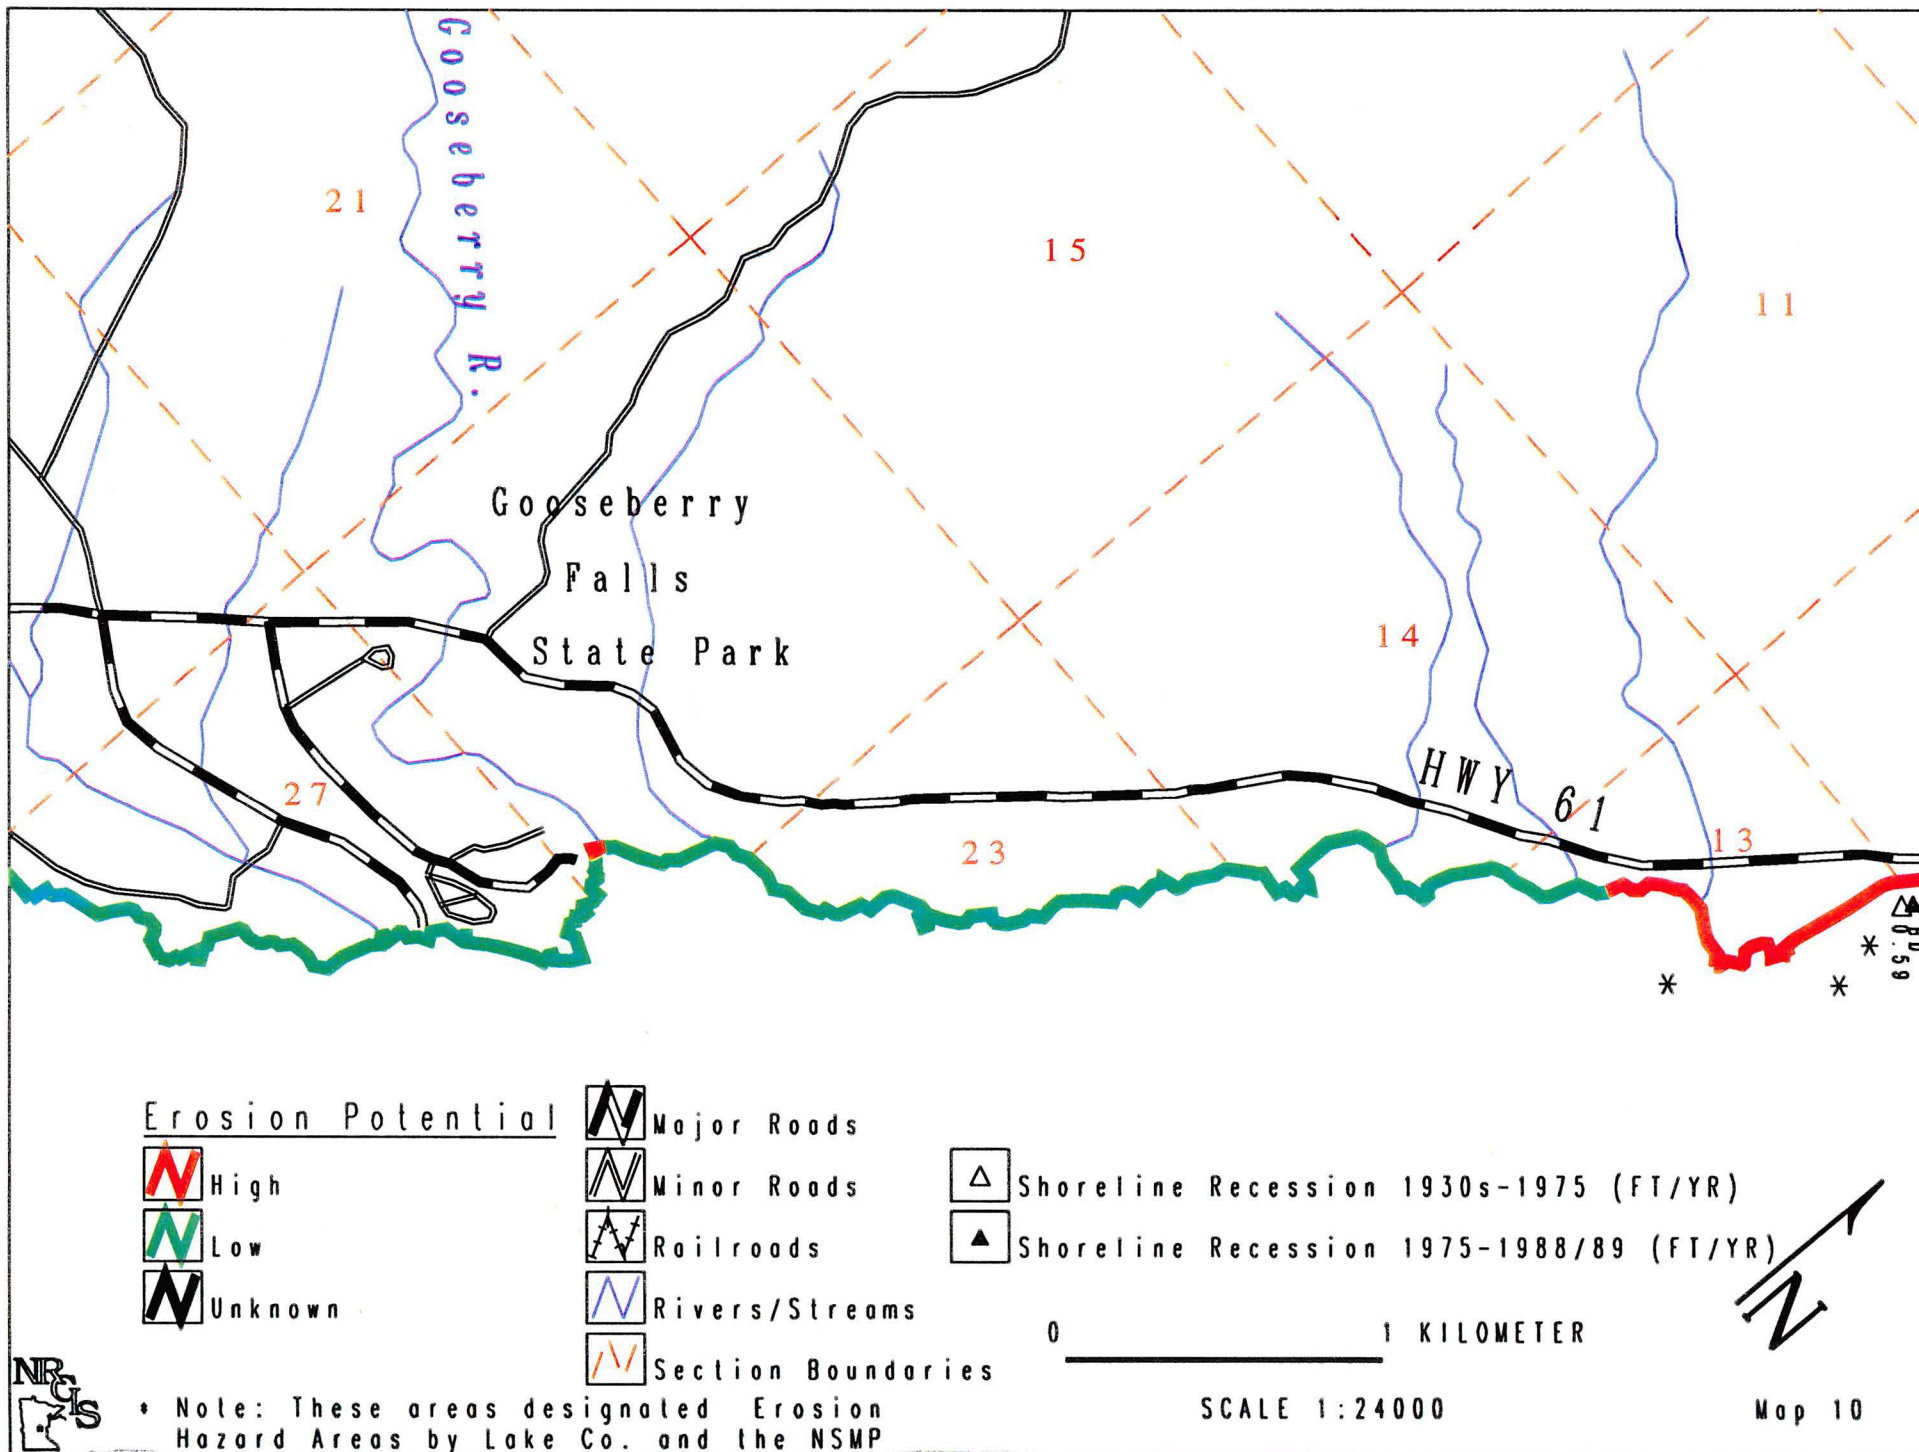 Gooseberry R.
21
15
11
Gooseberry
Falls
State Park
14
HWY 61
27
23
13
0.59
* * *
Erosion Potential
High
Low
Unknown
Major Roads
Minor Roads
Railroads
Rivers/Streams
Section Boundaries
Shoreline Recession 1930s-1975 (FT/YR)
Shoreline Recession 1975-1988/89 (FT/YR)
N
0 1 KILOMETER
SCALE 1:24000
Map 10
NRGIS
* Note: These areas designated Erosion
Hazard Areas by Lake Co. and the NSMP